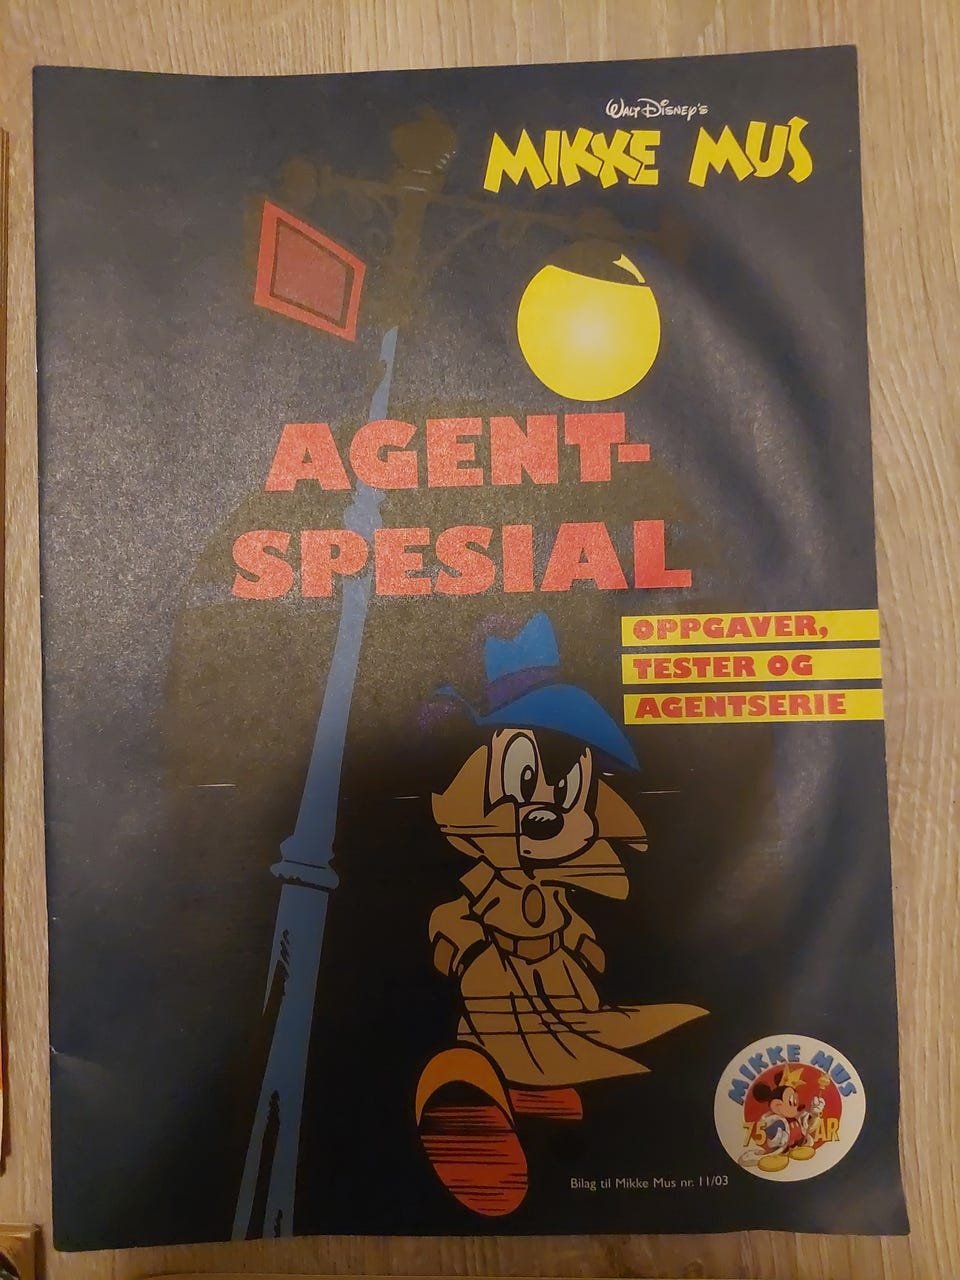 WALT DISNEY'S
MIKKE MUS
AGENT-
SPESIAL
OPPGAVER,
TESTER OG
AGENTSERIE
MIKKE MUS
75 ÅR
Bilag til Mikke Mus nr. 11/03